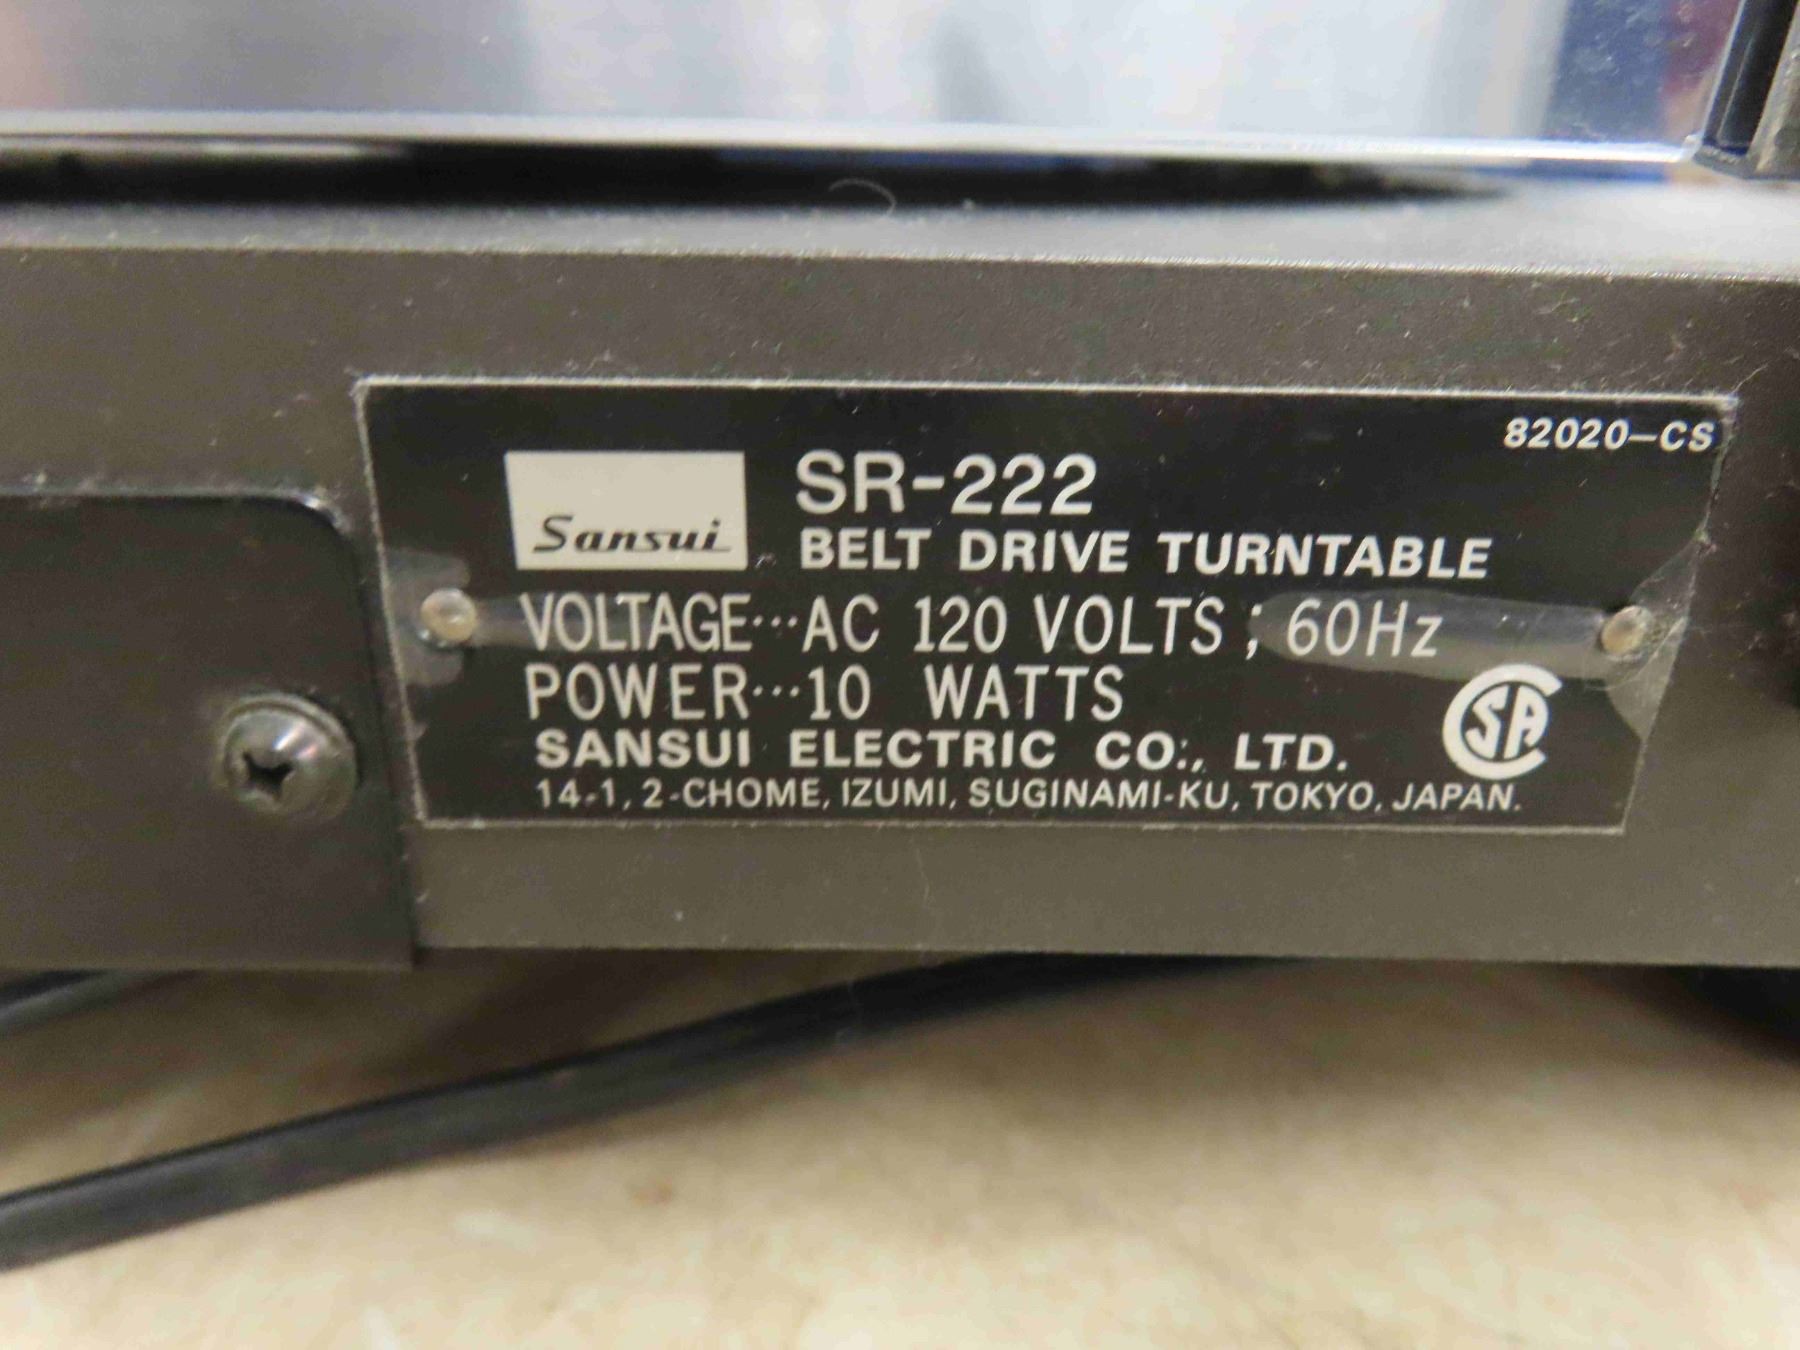 82020-CS
Sansui
SR-222
BELT DRIVE TURNTABLE
VOLTAGE···AC 120 VOLTS ; 60Hz
POWER···10 WATTS
SANSUI ELECTRIC CO., LTD.
14-1, 2-CHOME, IZUMI, SUGINAMI-KU, TOKYO, JAPAN.
CSA